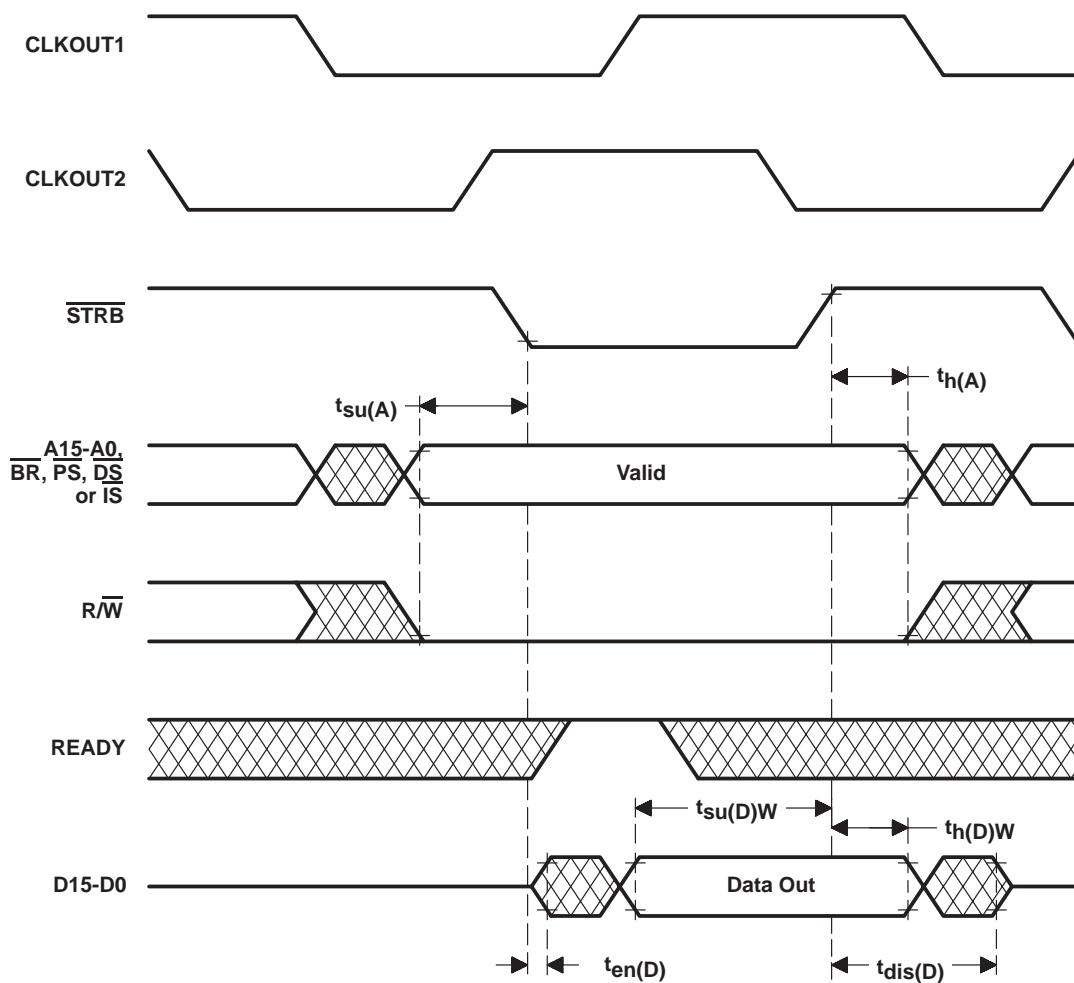 CLKOUT1
CLKOUT2
STRB
th(A)
tsu(A)
A15-A0,
BR, PS, DS
or IS
Valid
R/W
READY
tsu(D)W
th(D)W
D15-D0
Data Out
ten(D)
tdis(D)